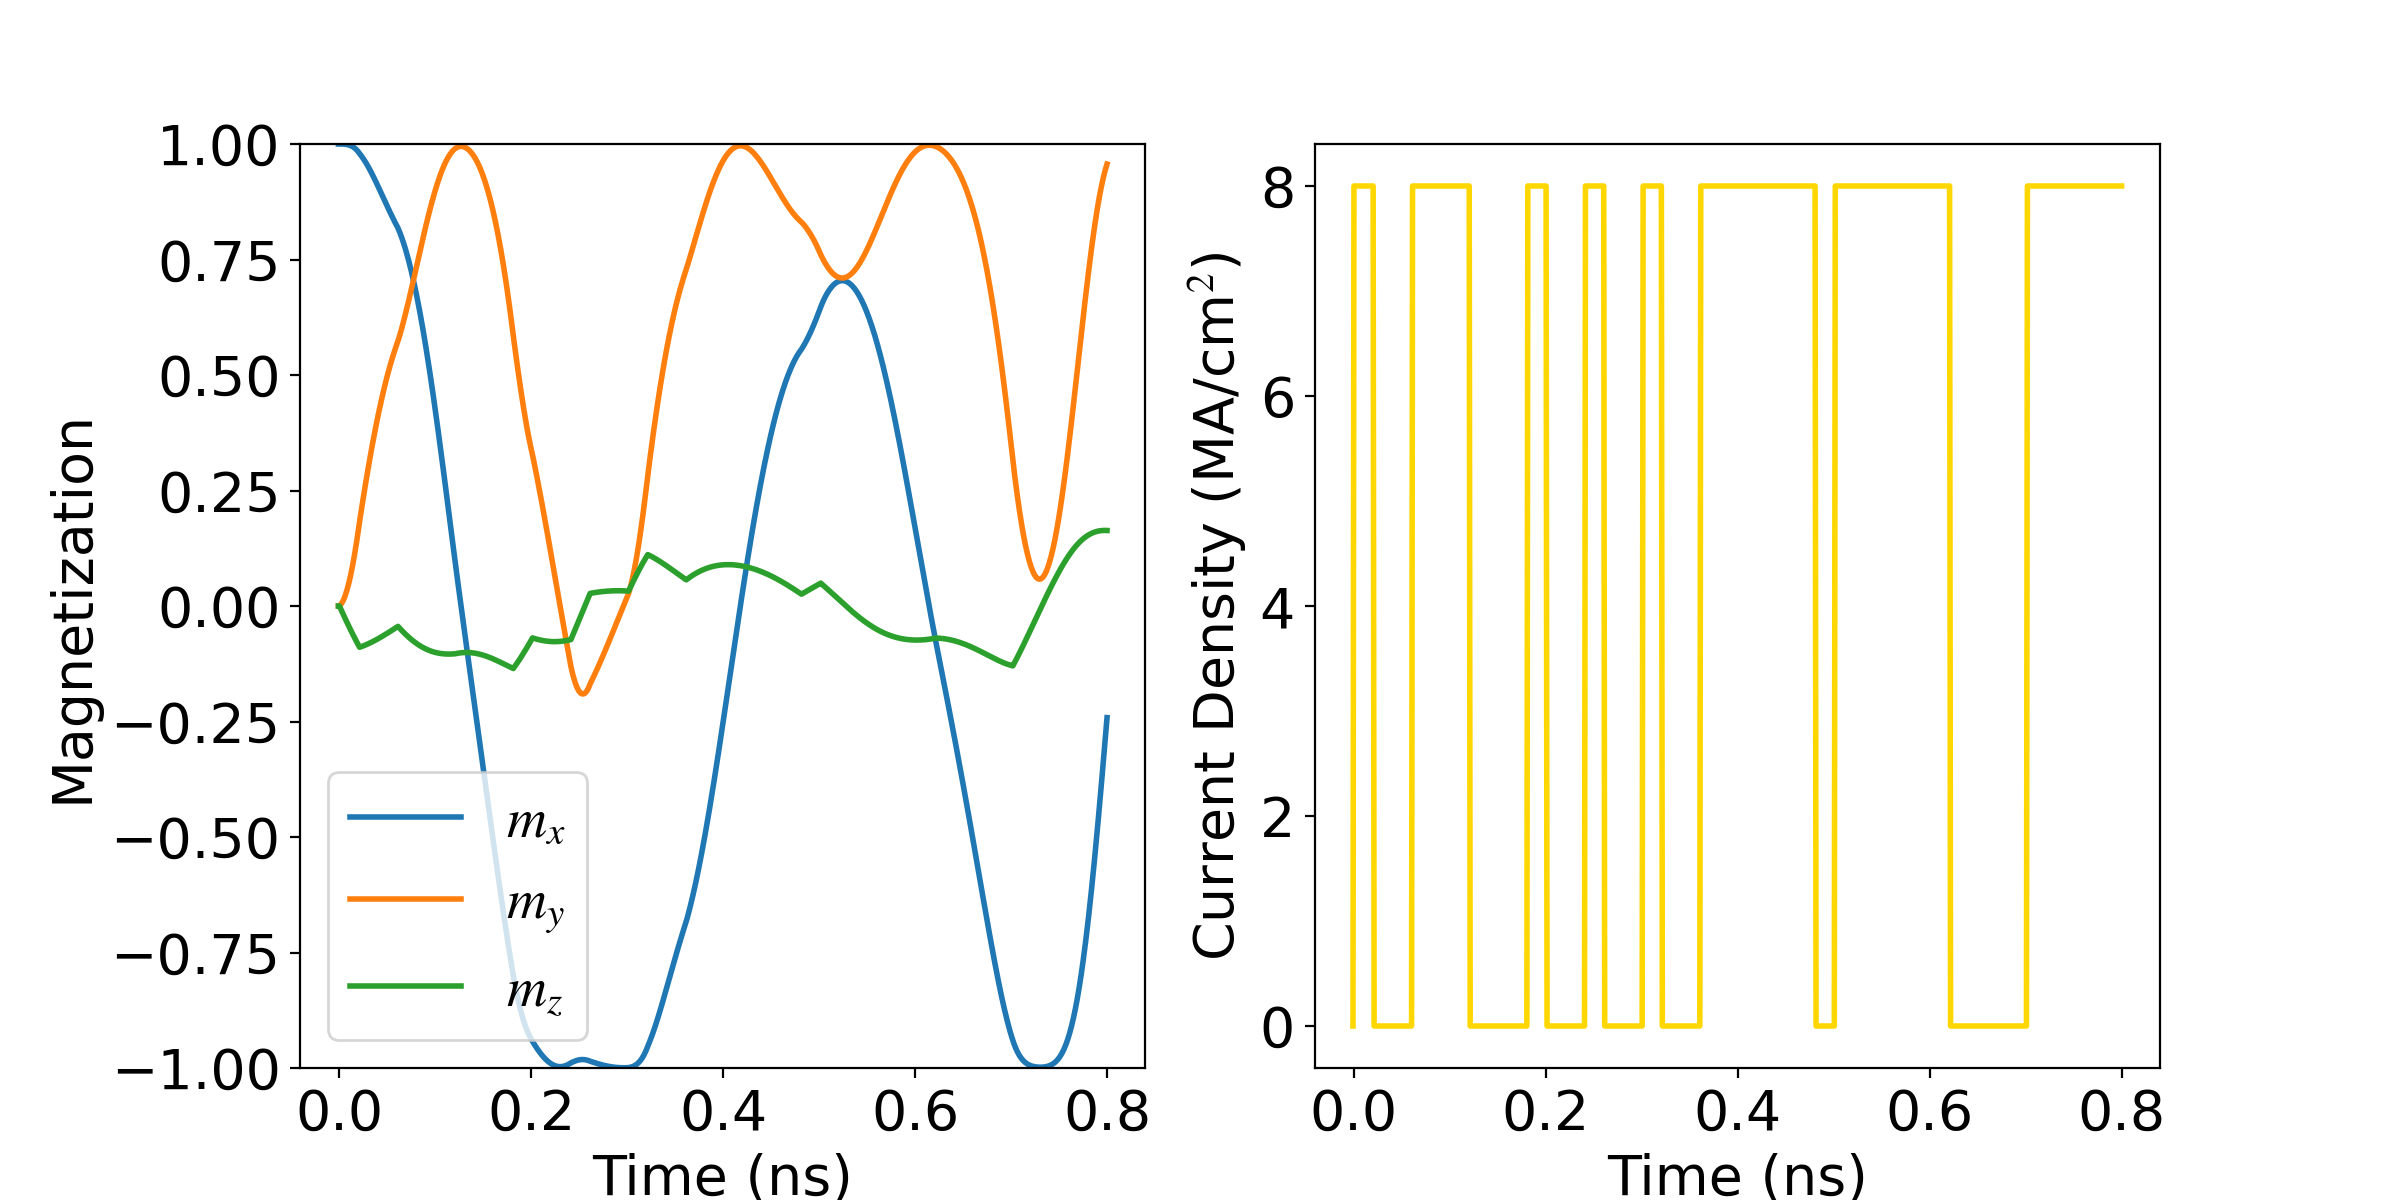 1.00
0.75
0.50
0.25
0.00
−0.25
−0.50
−0.75
−1.00
Magnetization
m_x
m_y
m_z
0.0 0.2 0.4 0.6 0.8
Time (ns)
8
6
4
2
0
Current Density (MA/cm²)
0.0 0.2 0.4 0.6 0.8
Time (ns)